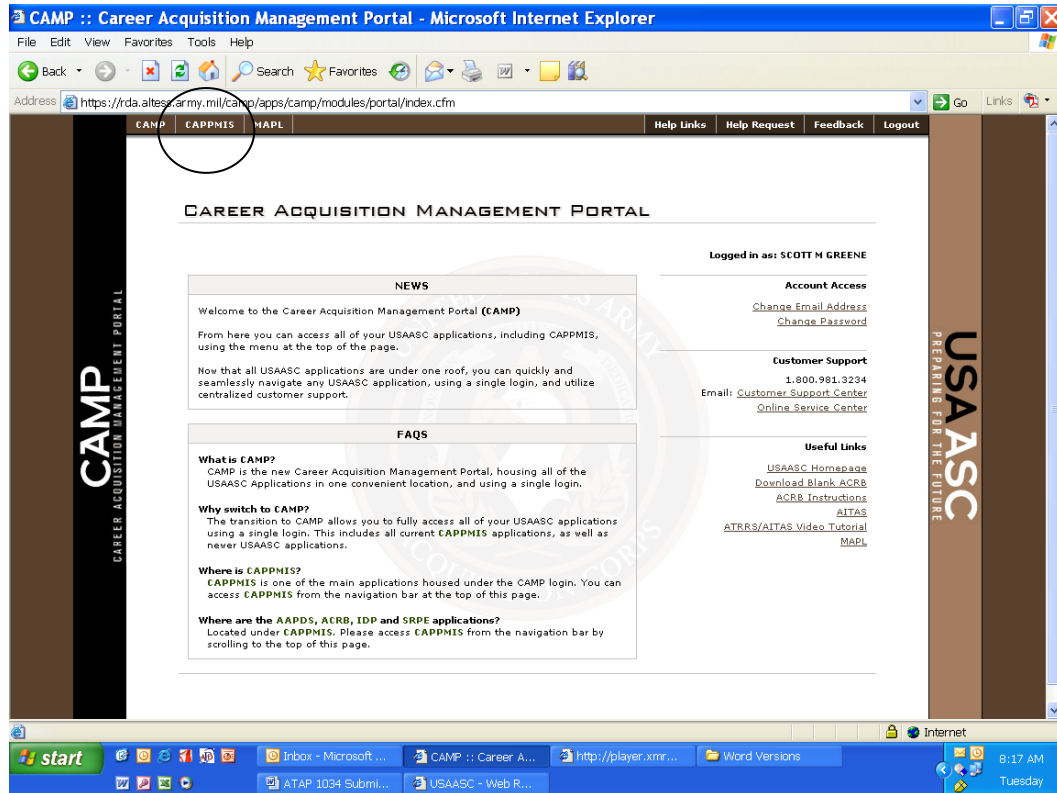 CAMP :: Career Acquisition Management Portal - Microsoft Internet Explorer
File Edit View Favorites Tools Help
Back Search Favorites
Address https://rda.altess.army.mil/camp/apps/camp/modules/portal/index.cfm Go Links
CAMP CAPPMIS MAPL Help Links Help Request Feedback Logout
CAREER ACQUISITION MANAGEMENT PORTAL
Logged in as: SCOTT M GREENE
NEWS
Welcome to the Career Acquisition Management Portal (CAMP)
From here you can access all of your USAASC applications, including CAPPMIS,
using the menu at the top of the page.
Now that all USAASC applications are under one roof, you can quickly and
seamlessly navigate any USAASC application, using a single login, and utilize
centralized customer support.
FAQS
What is CAMP?
CAMP is the new Career Acquisition Management Portal, housing all of the
USAASC Applications in one convenient location, and using a single login.
Why switch to CAMP?
The transition to CAMP allows you to fully access all of your USAASC applications
using a single login. This includes all current CAPPMIS applications, as well as
newer USAASC applications.
Where is CAPPMIS?
CAPPMIS is one of the main applications housed under the CAMP login. You can
access CAPPMIS from the navigation bar at the top of this page.
Where are the AAPDS, ACRB, IDP and SRPE applications?
Located under CAPPMIS. Please access CAPPMIS from the navigation bar by
scrolling to the top of this page.
Account Access
Change Email Address
Change Password
Customer Support
1.800.981.3234
Email: Customer Support Center
Online Service Center
Useful Links
USAASC Homepage
Download Blank ACRB
ACRB Instructions
AITAS
ATRRS/AITAS Video Tutorial
MAPL
CAMP
CAREER ACQUISITION MANAGEMENT PORTAL
USAASC
PREPARING FOR THE FUTURE
Internet
start Inbox - Microsoft ... CAMP :: Career A... http://player.xmr... Word Versions 8:17 AM
ATAP 1034 Submi... USAASC - Web R... Tuesday